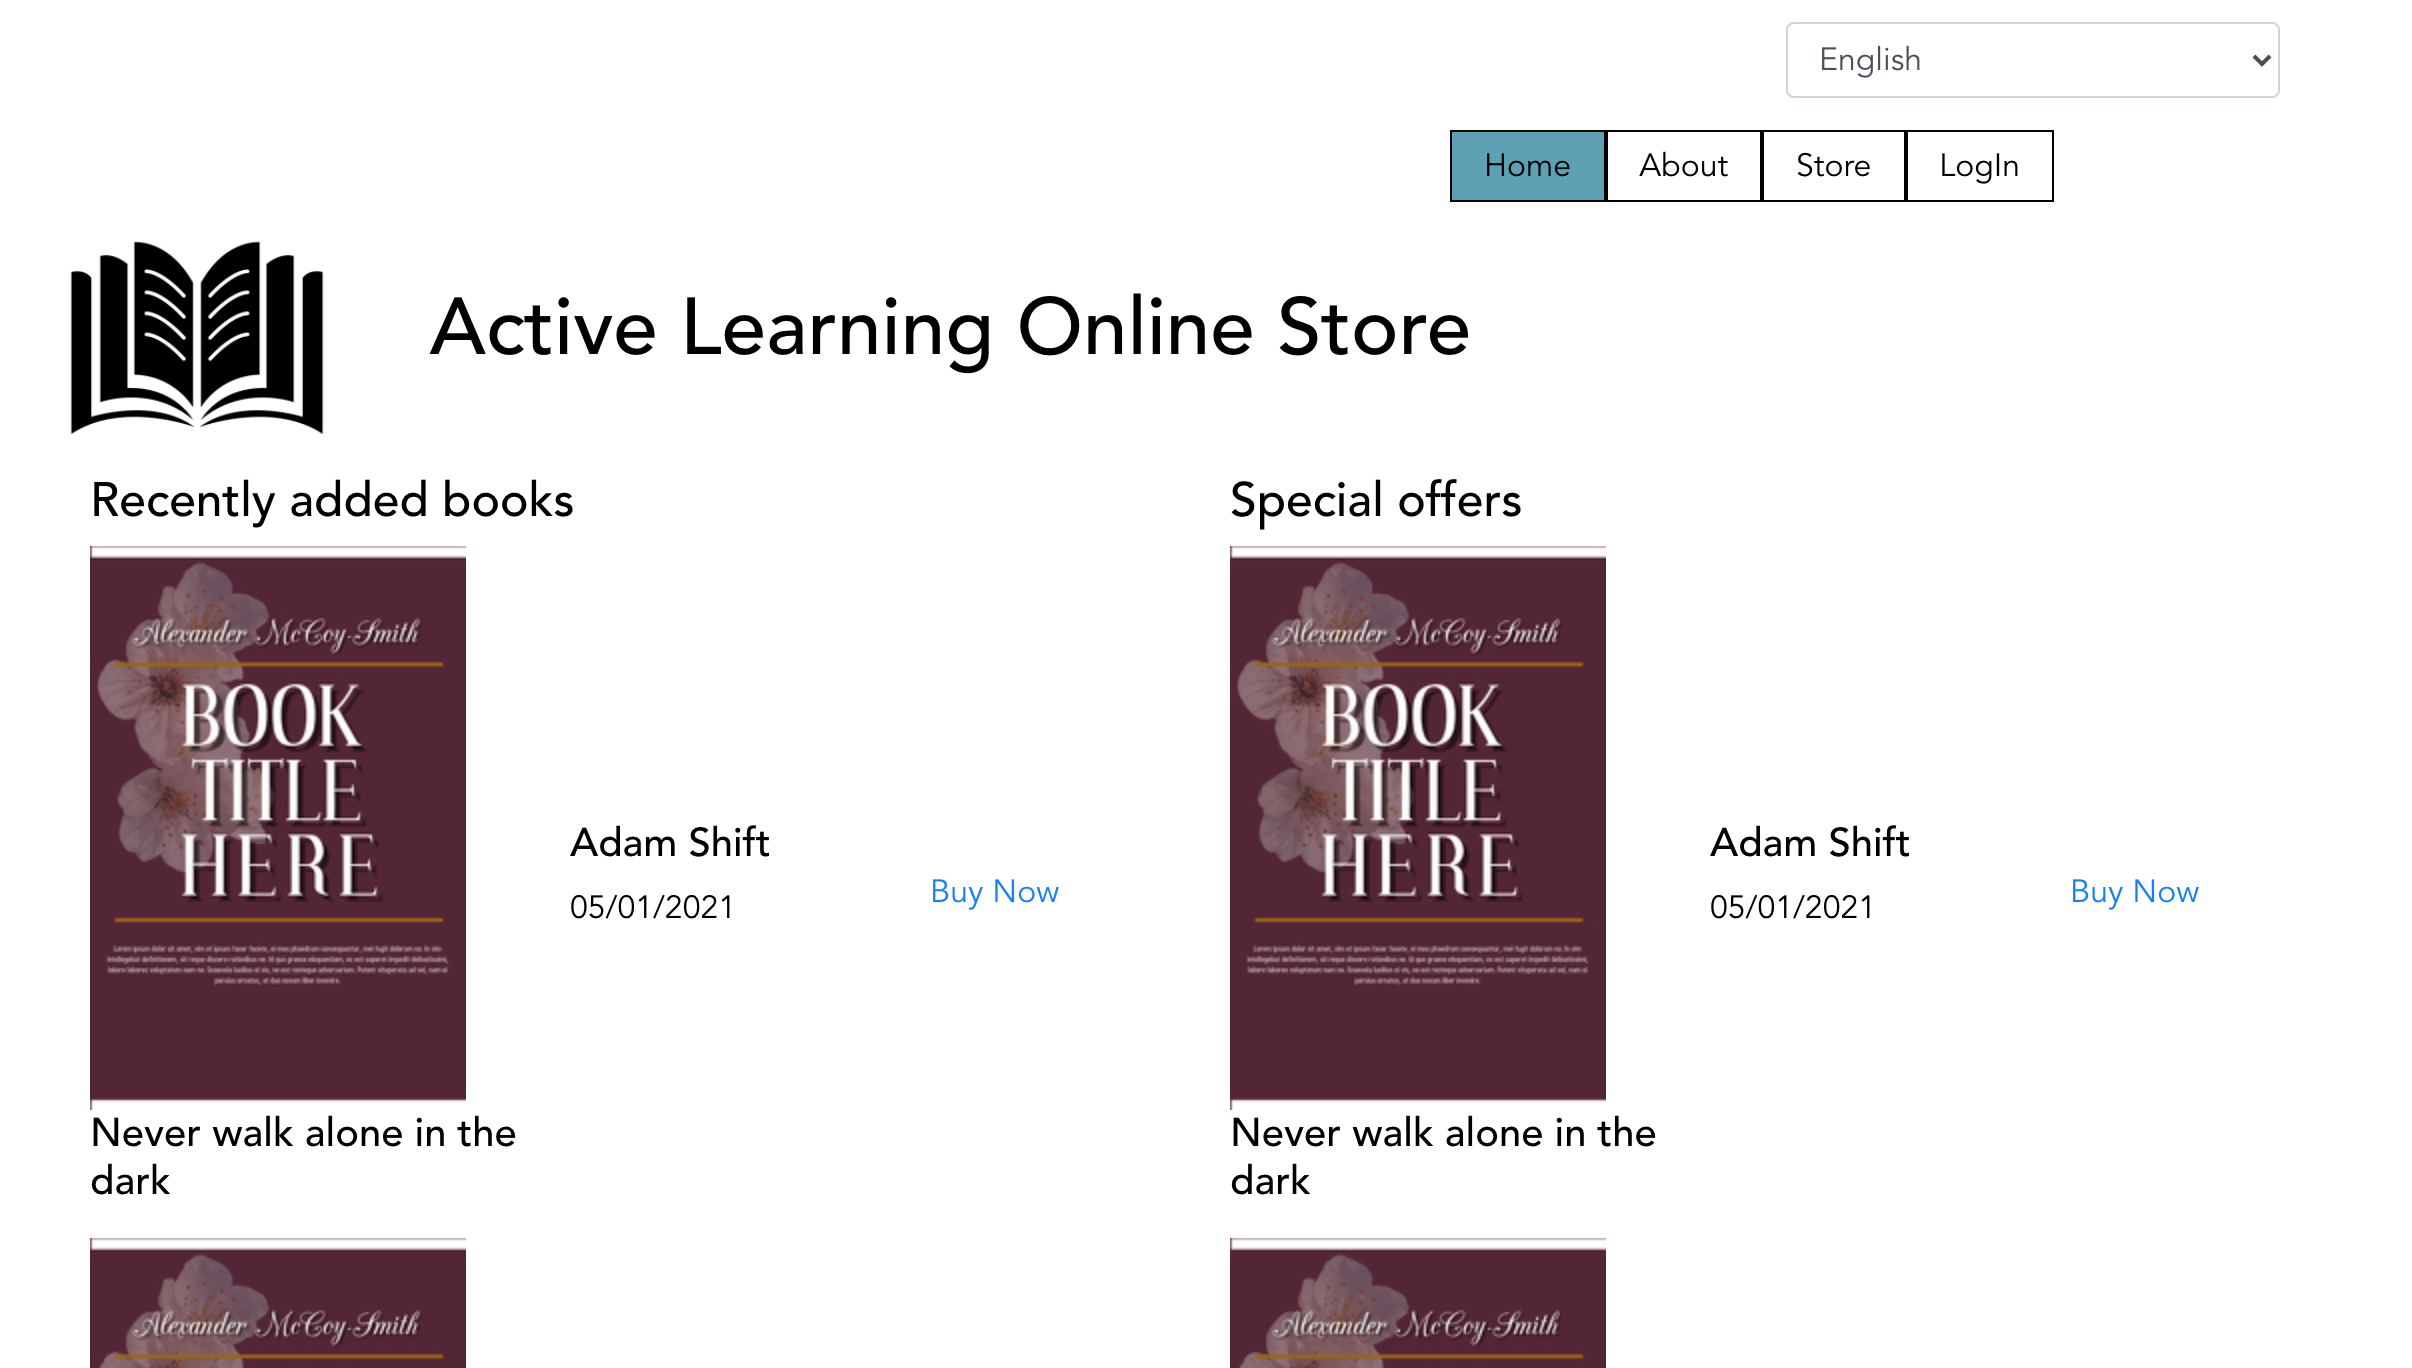 English
Home About Store LogIn
Active Learning Online Store
Recently added books
Alexander McCoy-Smith
BOOK
TITLE
HERE
Adam Shift
05/01/2021
Buy Now
Never walk alone in the
dark
Alexander McCoy-Smith
Special offers
Alexander McCoy-Smith
BOOK
TITLE
HERE
Adam Shift
05/01/2021
Buy Now
Never walk alone in the
dark
Alexander McCoy-Smith